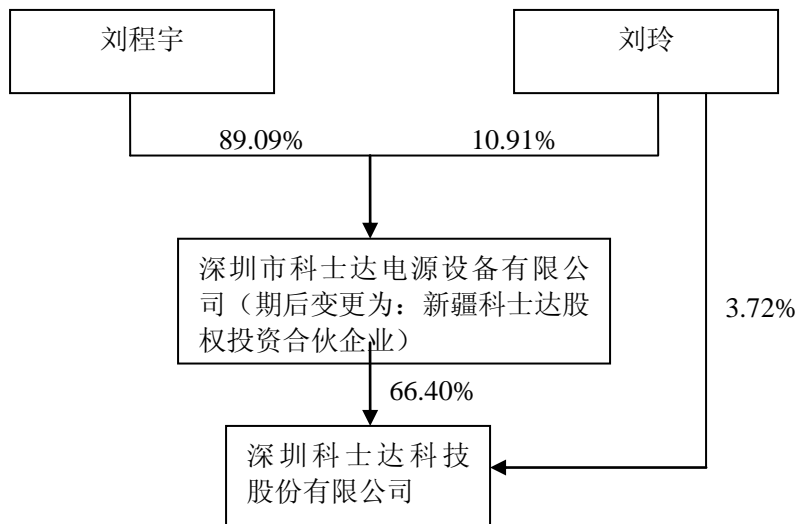 刘程宇
刘玲
89.09%
10.91%
深圳市科士达电源设备有限公
司（期后变更为：新疆科士达股
权投资合伙企业）
3.72%
66.40%
深圳科士达科技
股份有限公司